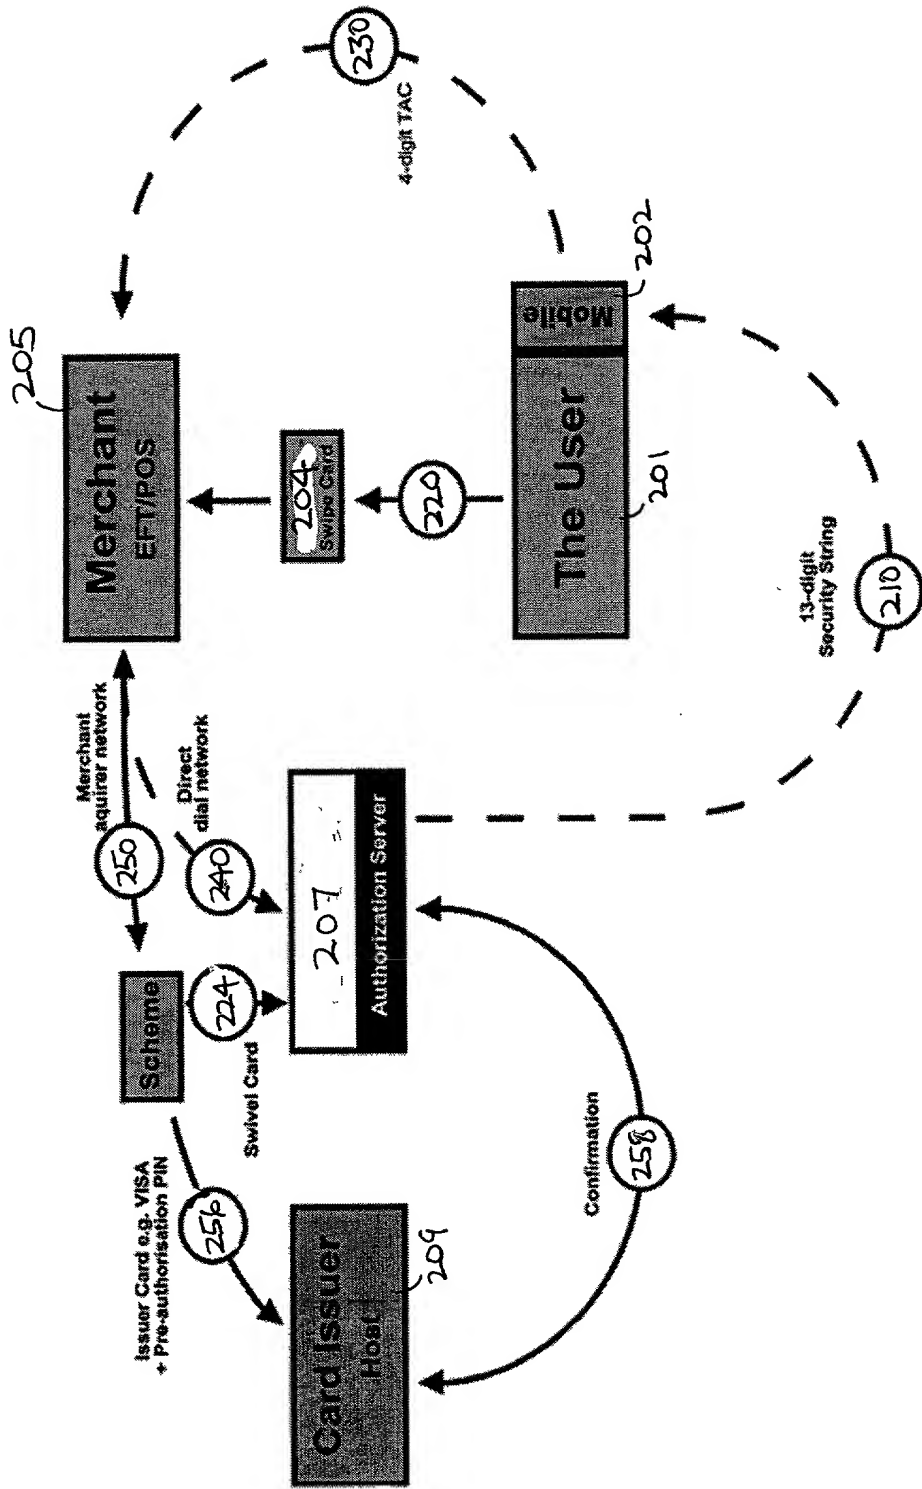 Issuer Card e.g. VISA
+ Pre-authorisation PIN
256
Scheme
250
Merchant
aquirer network
Merchant
EFT/POS
205
224
Swivel Card
240
Direct
dial network
204
Swipe Card
230
4-digit TAC
Card Issuer
Host
209
207
Authorization Server
220
The User
201
Mobile
202
Confirmation
258
13-digit
Security String
210